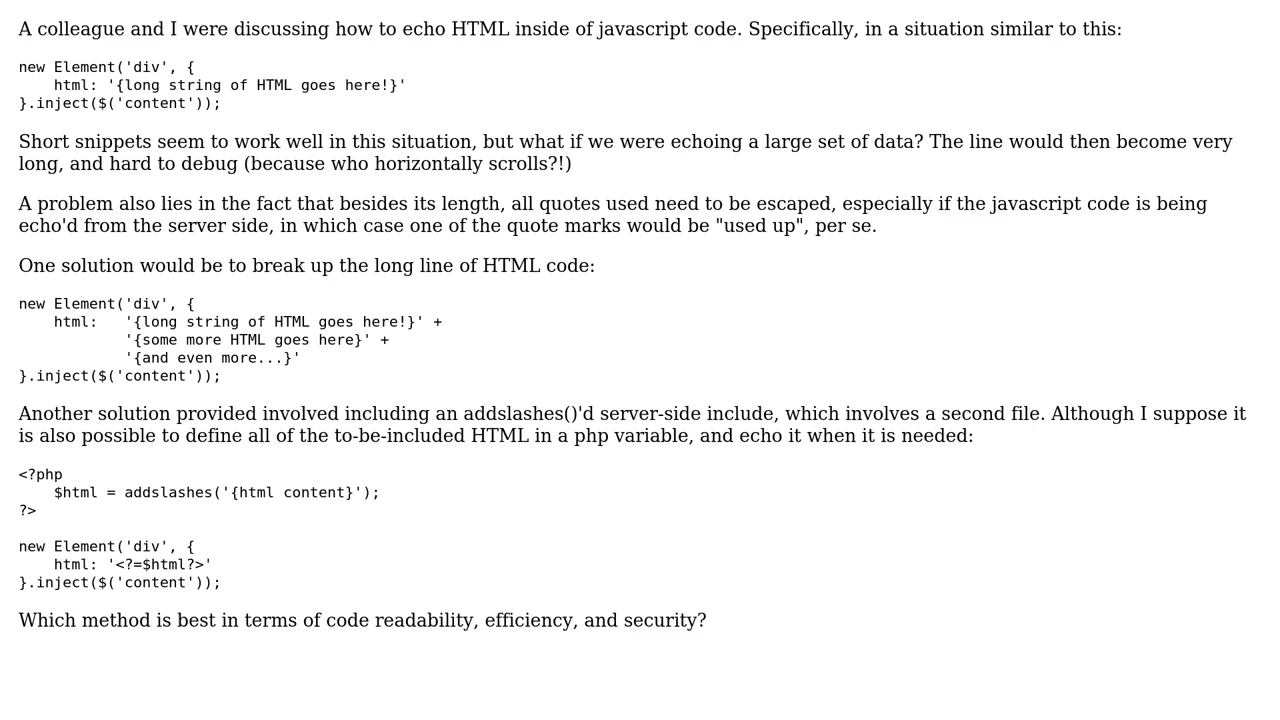 A colleague and I were discussing how to echo HTML inside of javascript code. Specifically, in a situation similar to this:
new Element('div', {
    html: '{long string of HTML goes here!}'
}.inject($('content'));
Short snippets seem to work well in this situation, but what if we were echoing a large set of data? The line would then become very
long, and hard to debug (because who horizontally scrolls?!)
A problem also lies in the fact that besides its length, all quotes used need to be escaped, especially if the javascript code is being
echo'd from the server side, in which case one of the quote marks would be "used up", per se.
One solution would be to break up the long line of HTML code:
new Element('div', {
    html:   '{long string of HTML goes here!}' +
            '{some more HTML goes here}' +
            '{and even more...}'
}.inject($('content'));
Another solution provided involved including an addslashes()'d server-side include, which involves a second file. Although I suppose it
is also possible to define all of the to-be-included HTML in a php variable, and echo it when it is needed:
<?php
    $html = addslashes('{html content}');
?>
new Element('div', {
    html: '<?=$html?>'
}.inject($('content'));
Which method is best in terms of code readability, efficiency, and security?